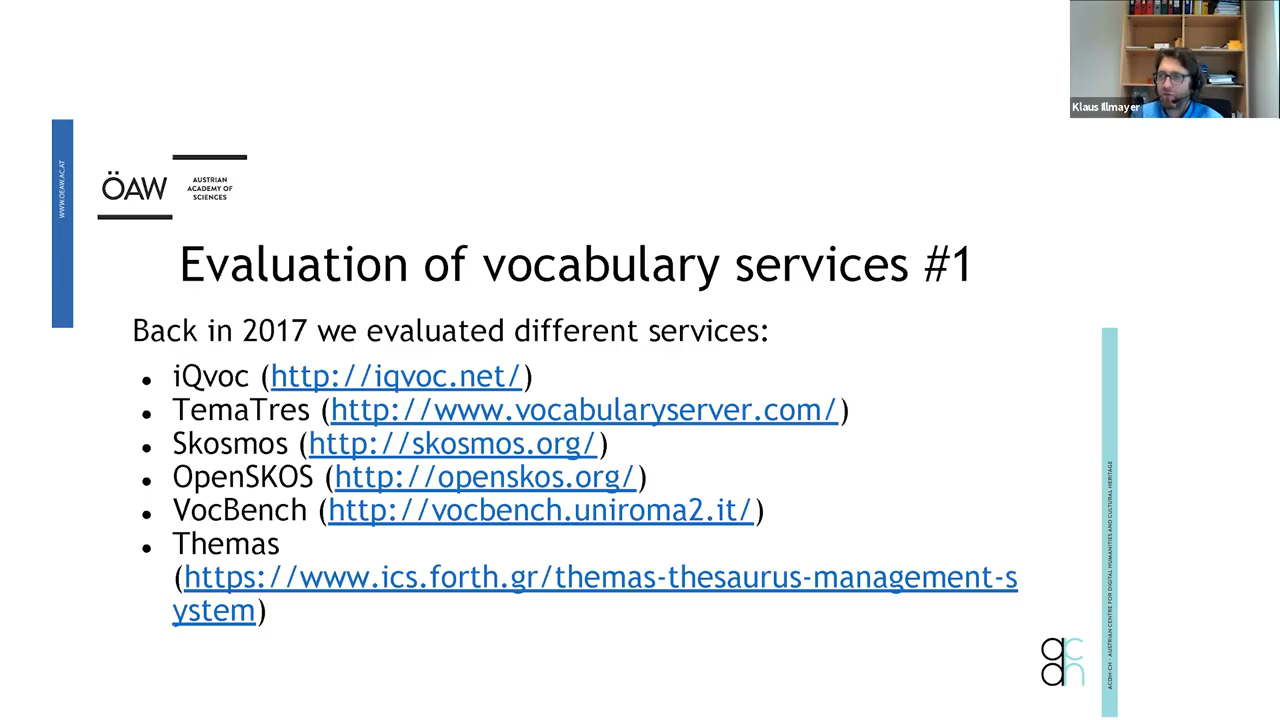 Klaus Illmayer
WWW.OEAW.AC.AT
ÖAW
AUSTRIAN
ACADEMY OF
SCIENCES
Evaluation of vocabulary services #1
Back in 2017 we evaluated different services:
● iQvoc (http://iqvoc.net/)
● TemaTres (http://www.vocabularyserver.com/)
● Skosmos (http://skosmos.org/)
● OpenSKOS (http://openskos.org/)
● VocBench (http://vocbench.uniroma2.it/)
● Themas
(https://www.ics.forth.gr/themas-thesaurus-management-s
ystem)
ACDH-CH - AUSTRIAN CENTRE FOR DIGITAL HUMANITIES AND CULTURAL HERITAGE
ac
dh